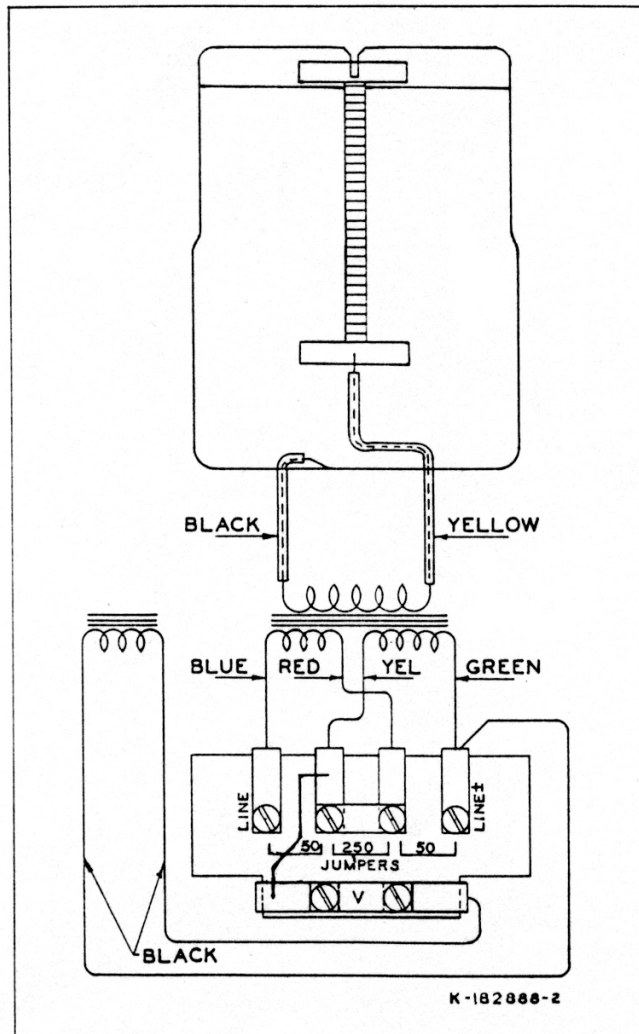 BLACK
YELLOW
BLUE RED YEL GREEN
LINE
LINE±
50 250 50
JUMPERS
V
BLACK
K-182888-2